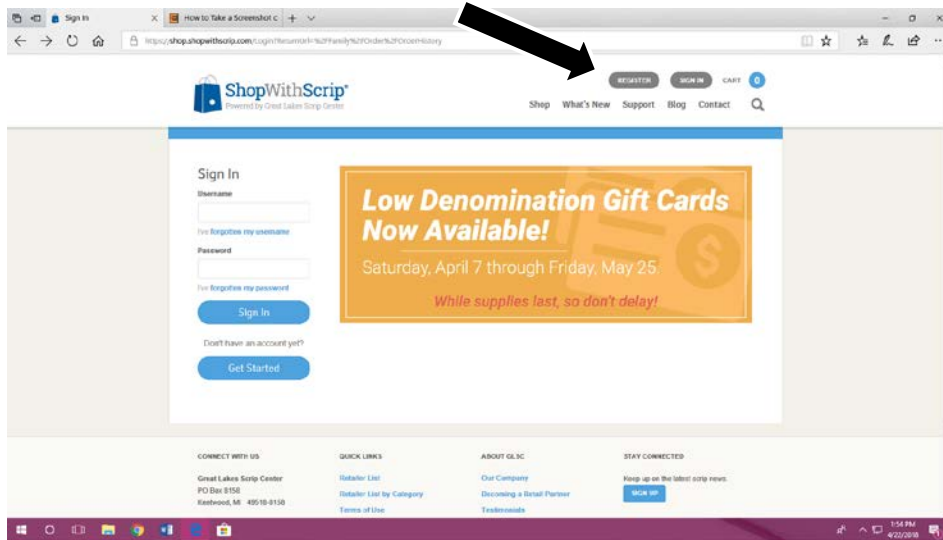 Sign In
How to Take a Screenshot c
https://shop.shopwithscrip.com/Login?ReturnUrl=%2FFamily%2FOrder%2FOrderHistory
ShopWithScrip®
Powered by Great Lakes Scrip Center
REGISTER
SIGN IN
CART 0
Shop What's New Support Blog Contact
Sign In
Username
I've forgotten my username
Password
I've forgotten my password
Sign In
Don't have an account yet?
Get Started
Low Denomination Gift Cards
Now Available!
Saturday, April 7 through Friday, May 25.
While supplies last, so don't delay!
CONNECT WITH US
Great Lakes Scrip Center
PO Box 8158
Kentwood, MI 49518-8158
QUICK LINKS
Retailer List
Retailer List by Category
Terms of Use
ABOUT GLSC
Our Company
Becoming a Retail Partner
Testimonials
STAY CONNECTED
Keep up on the latest scrip news.
SIGN UP
1:54 PM
4/22/2018